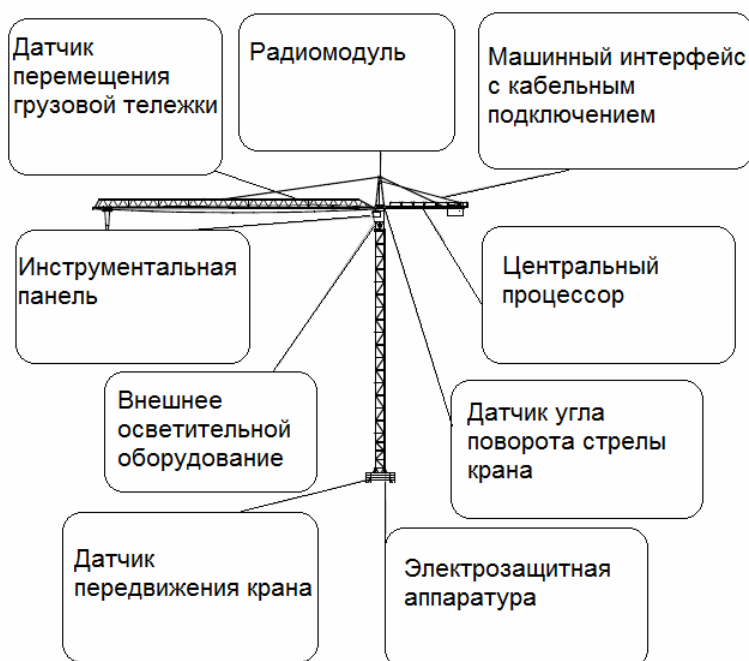 Датчик
перемещения
грузовой тележки
Радиомодуль
Машинный интерфейс
с кабельным
подключением
Инструментальная
панель
Центральный
процессор
Внешнее
осветительной
оборудование
Датчик угла
поворота стрелы
крана
Датчик
передвижения крана
Электрозащитная
аппаратура